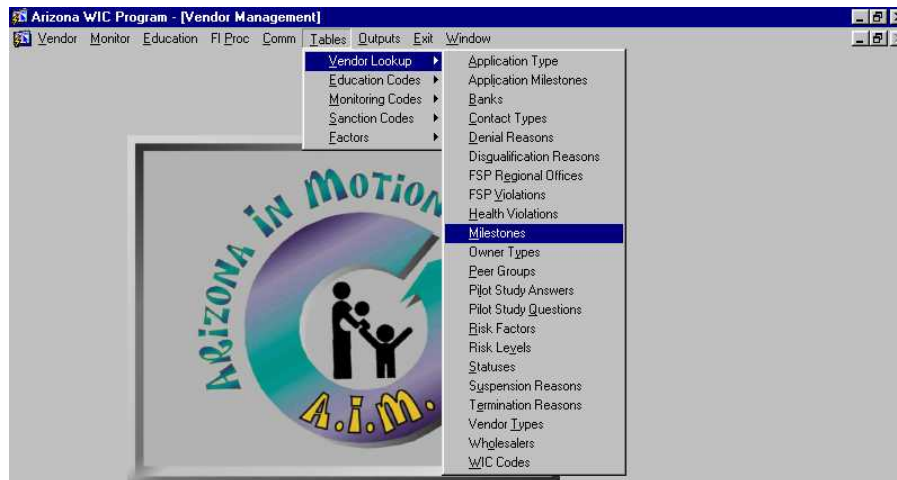 Arizona WIC Program - [Vendor Management]
Vendor Monitor Education FI Proc Comm Tables Outputs Exit Window
Vendor Lookup
Education Codes
Monitoring Codes
Sanction Codes
Factors
Application Type
Application Milestones
Banks
Contact Types
Denial Reasons
Disqualification Reasons
FSP Regional Offices
FSP Violations
Health Violations
Milestones
Owner Types
Peer Groups
Pilot Study Answers
Pilot Study Questions
Risk Factors
Risk Levels
Statuses
Suspension Reasons
Termination Reasons
Vendor Types
Wholesalers
WIC Codes
ARIZONA IN MOTION
A.I.M.